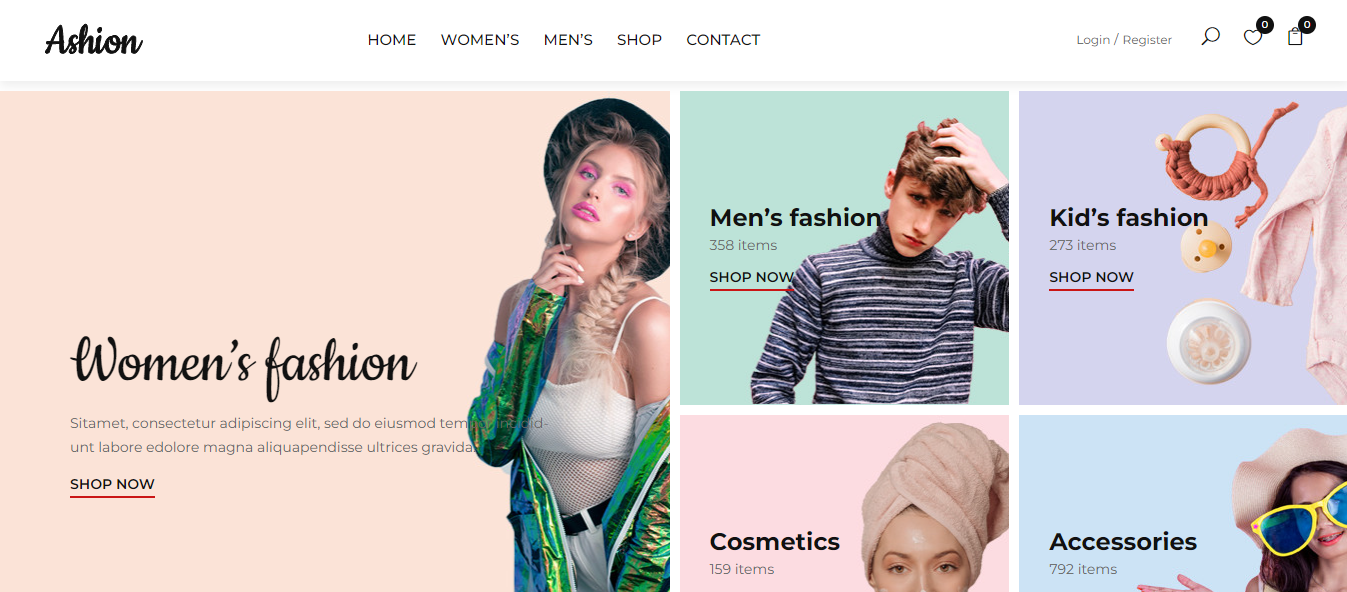 Ashion
HOME WOMEN’S MEN’S SHOP CONTACT
Login / Register
0
0
Women’s fashion
Sitamet, consectetur adipiscing elit, sed do eiusmod tempor incidid-
unt labore edolore magna aliquapendisse ultrices gravida.
SHOP NOW
Men’s fashion
358 items
SHOP NOW
Kid’s fashion
273 items
SHOP NOW
Cosmetics
159 items
Accessories
792 items